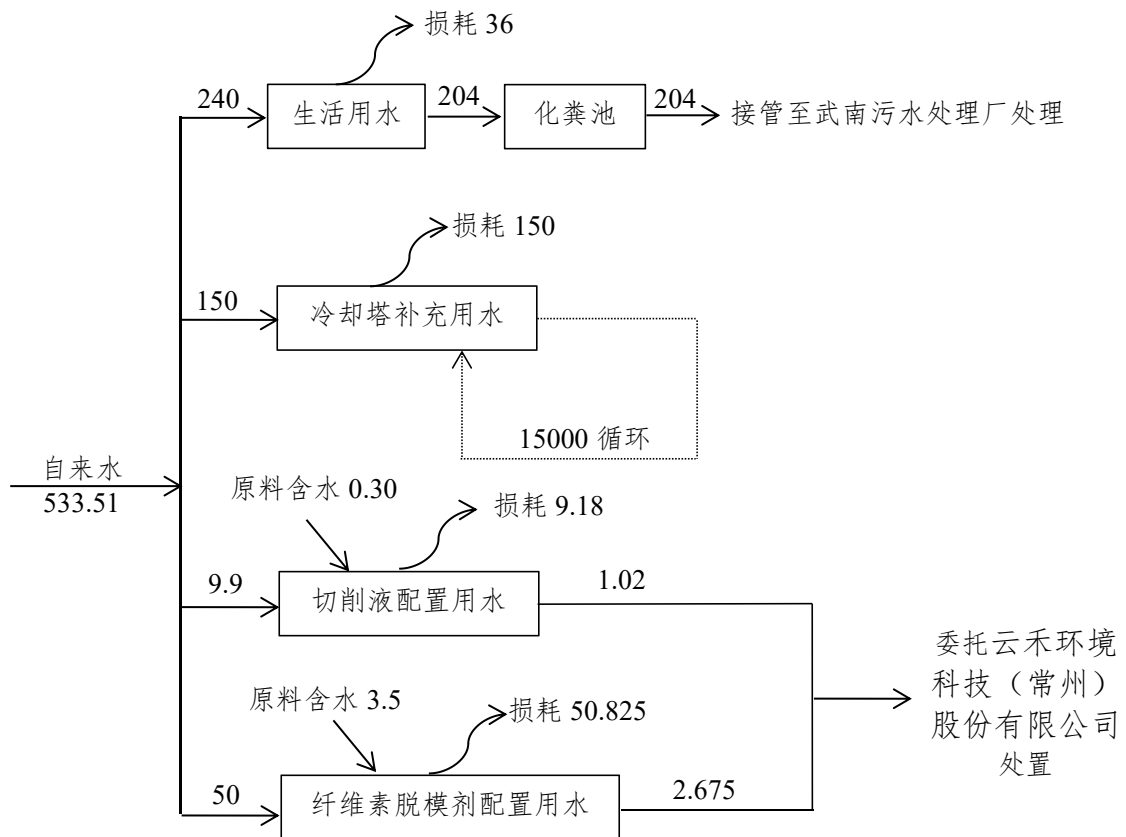 损耗 36
240
生活用水
204
化粪池
204
接管至武南污水处理厂处理
损耗 150
150
冷却塔补充用水
15000 循环
自来水
533.51
原料含水 0.30
损耗 9.18
9.9
切削液配置用水
1.02
原料含水 3.5
损耗 50.825
50
纤维素脱模剂配置用水
2.675
委托云禾环境
科技（常州）
股份有限公司
处置